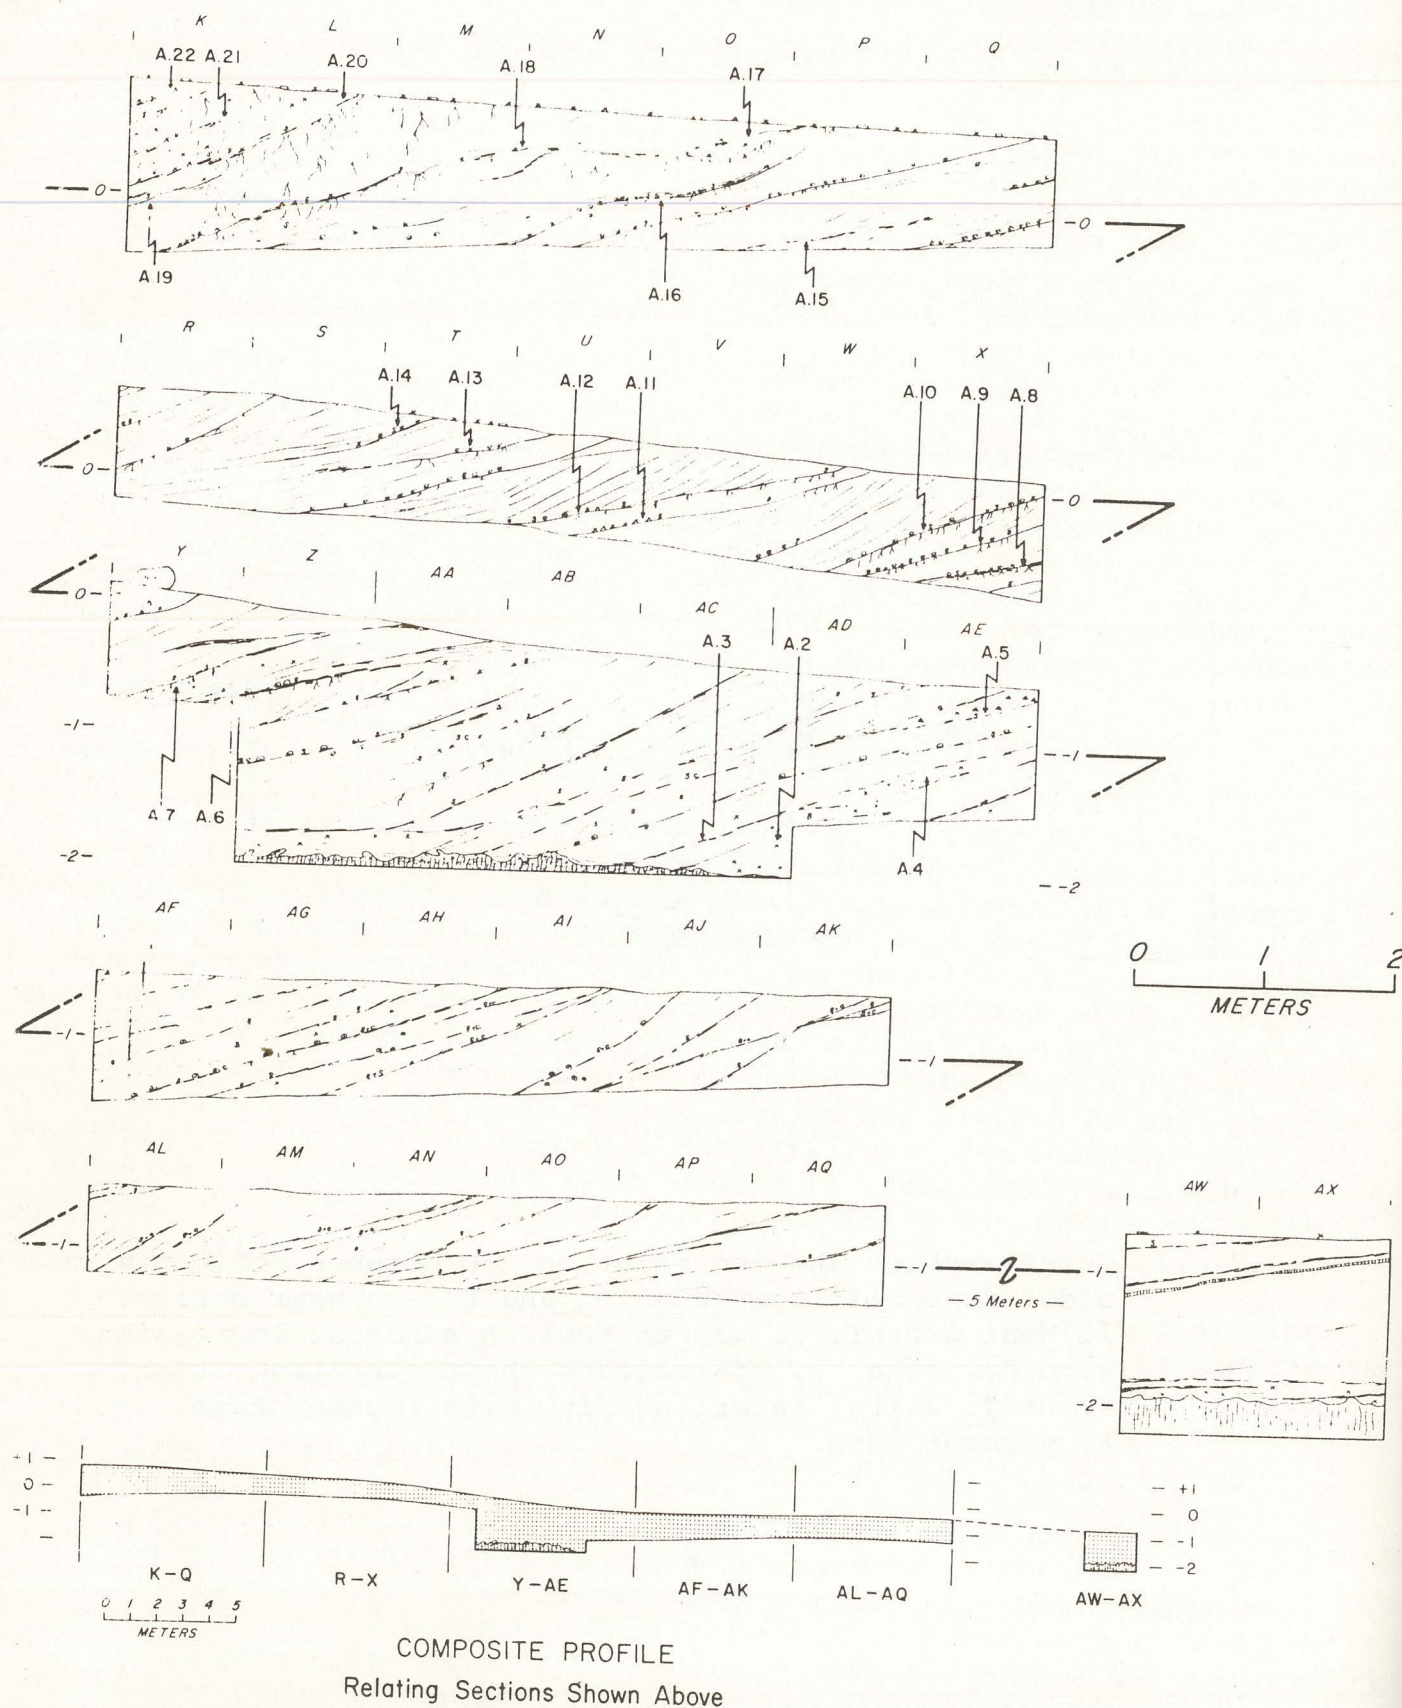 K L M N O P Q
A.22 A.21 A.20 A.18 A.17
0
0
A.19 A.16 A.15
R S T U V W X
A.14 A.13 A.12 A.11 A.10 A.9 A.8
0
0
Y Z AA AB AC AD AE
0
A.3 A.2 A.5
-1
-1
A.7 A.6
-2
A.4
-2
AF AG AH AI AJ AK
0 1 2
METERS
-1
-1
AL AM AN AO AP AQ
AW AX
-1
-1
-1
5 Meters
-2
+1
0
-1
+1
0
-1
-2
K-Q R-X Y-AE AF-AK AL-AQ AW-AX
0 1 2 3 4 5
METERS
COMPOSITE PROFILE
Relating Sections Shown Above